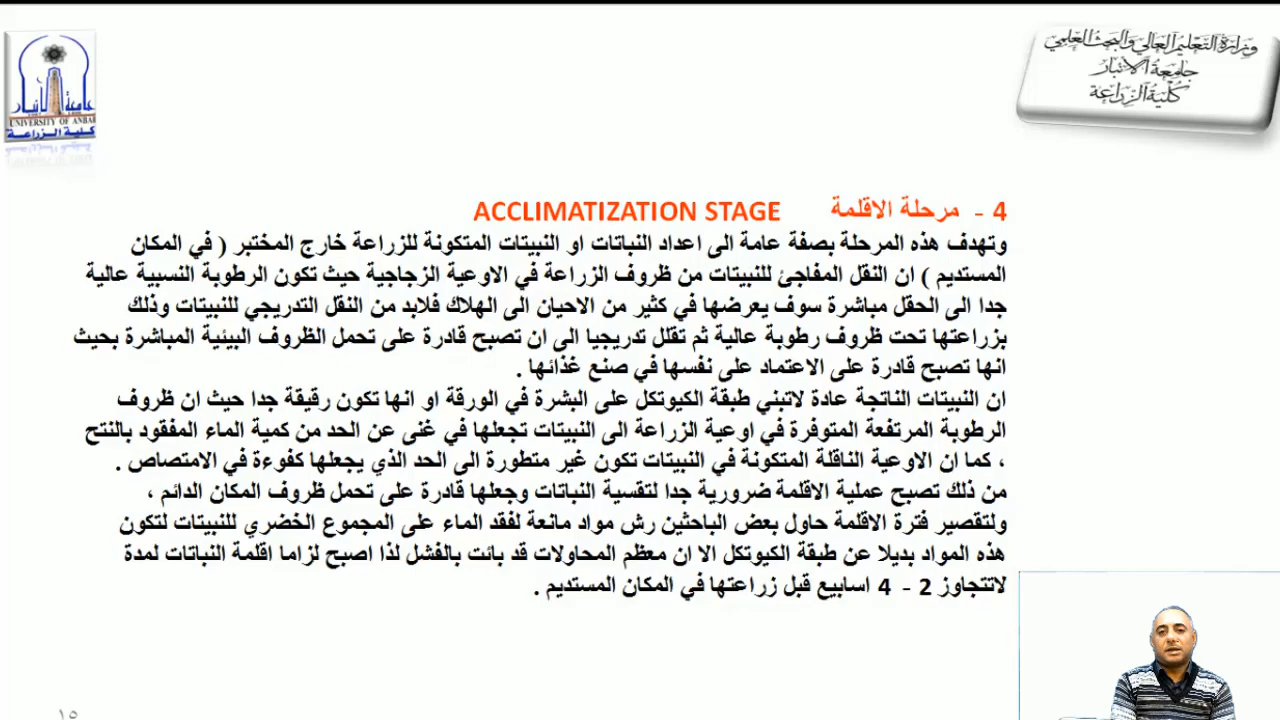 وزارة التعليم العالي والبحث العلمي
جامعة الانبار
كلية الزراعة
جامعة الانبار
UNIVERSITY OF ANBAR
كلية الزراعة
4 - مرحلة الاقلمة ACCLIMATIZATION STAGE
وتهدف هذه المرحلة بصفة عامة الى اعداد النباتات او النبيتات المتكونة للزراعة خارج المختبر ( في المكان
المستديم ) ان النقل المفاجئ للنبيتات من ظروف الزراعة في الاوعية الزجاجية حيث تكون الرطوبة النسبية عالية
جدا الى الحقل مباشرة سوف يعرضها في كثير من الاحيان الى الهلاك فلابد من النقل التدريجي للنبيتات وذلك
بزراعتها تحت ظروف رطوبة عالية ثم تقلل تدريجيا الى ان تصبح قادرة على تحمل الظروف البيئية المباشرة بحيث
انها تصبح قادرة على الاعتماد على نفسها في صنع غذائها .
ان النبيتات الناتجة عادة لاتبني طبقة الكيوتكل على البشرة في الورقة او انها تكون رقيقة جدا حيث ان ظروف
الرطوبة المرتفعة المتوفرة في اوعية الزراعة الى النبيتات تجعلها في غنى عن الحد من كمية الماء المفقود بالنتح
، كما ان الاوعية الناقلة المتكونة في النبيتات تكون غير متطورة الى الحد الذي يجعلها كفوءة في الامتصاص .
من ذلك تصبح عملية الاقلمة ضرورية جدا لتقسية النباتات وجعلها قادرة على تحمل ظروف المكان الدائم ،
ولتقصير فترة الاقلمة حاول بعض الباحثين رش مواد مانعة لفقد الماء على المجموع الخضري للنبيتات لتكون
هذه المواد بديلا عن طبقة الكيوتكل الا ان معظم المحاولات قد بائت بالفشل لذا اصبح لزاما اقلمة النباتات لمدة
لاتتجاوز 2 - 4 اسابيع قبل زراعتها في المكان المستديم .
١٥